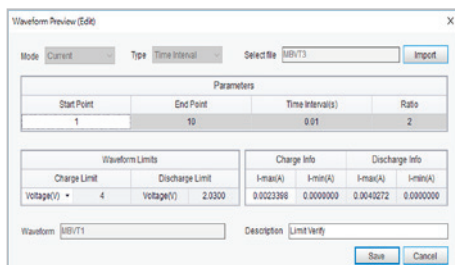 Waveform Preview (Edit) X
Mode Current Type Time Interval Select file MBVT3 Import
Parameters
Start Point End Point Time Interval(s) Ratio
1 10 0.01 2
Waveform Limits Charge Info Discharge Info
Charge Limit Discharge Limit I-max(A) I-min(A) I-max(A) I-min(A)
Voltage(V) 4 Voltage(V) 2.0300 0.0023398 0.0000000 0.0040272 0.0000000
Waveform MBVT1 Description Limit Verify
Save Cancel